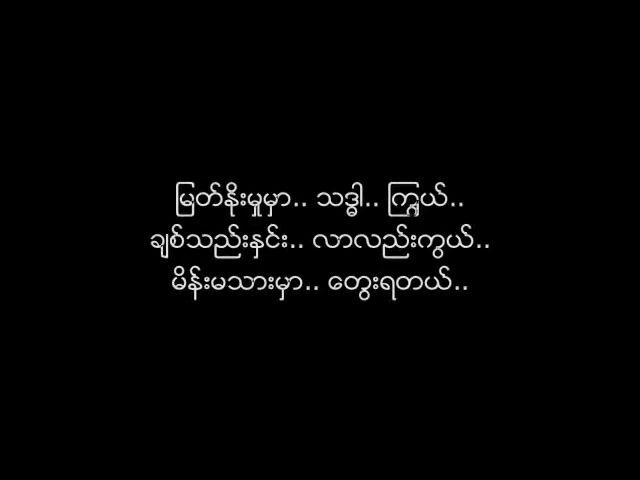 မြတ်နိုးမှုမှာ.. သဒ္ဓါ.. ကြွယ်..
ချစ်သည်းနှင်း.. လာလည်းကွယ်..
မိန်းမသားမှာ.. တွေးရတယ်..